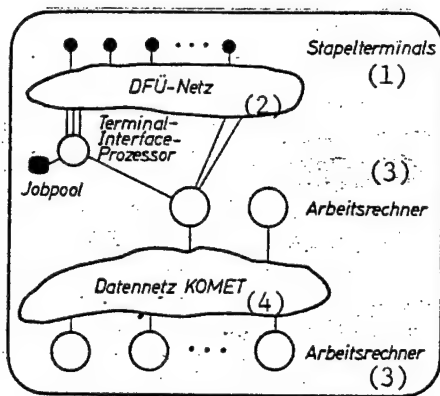 Stapelterminals
(1)
DFÜ-Netz
(2)
Terminal-
Interface-
Prozessor
Jobpool
(3)
Arbeitsrechner
Datennetz KOMET
(4)
Arbeitsrechner
(3)